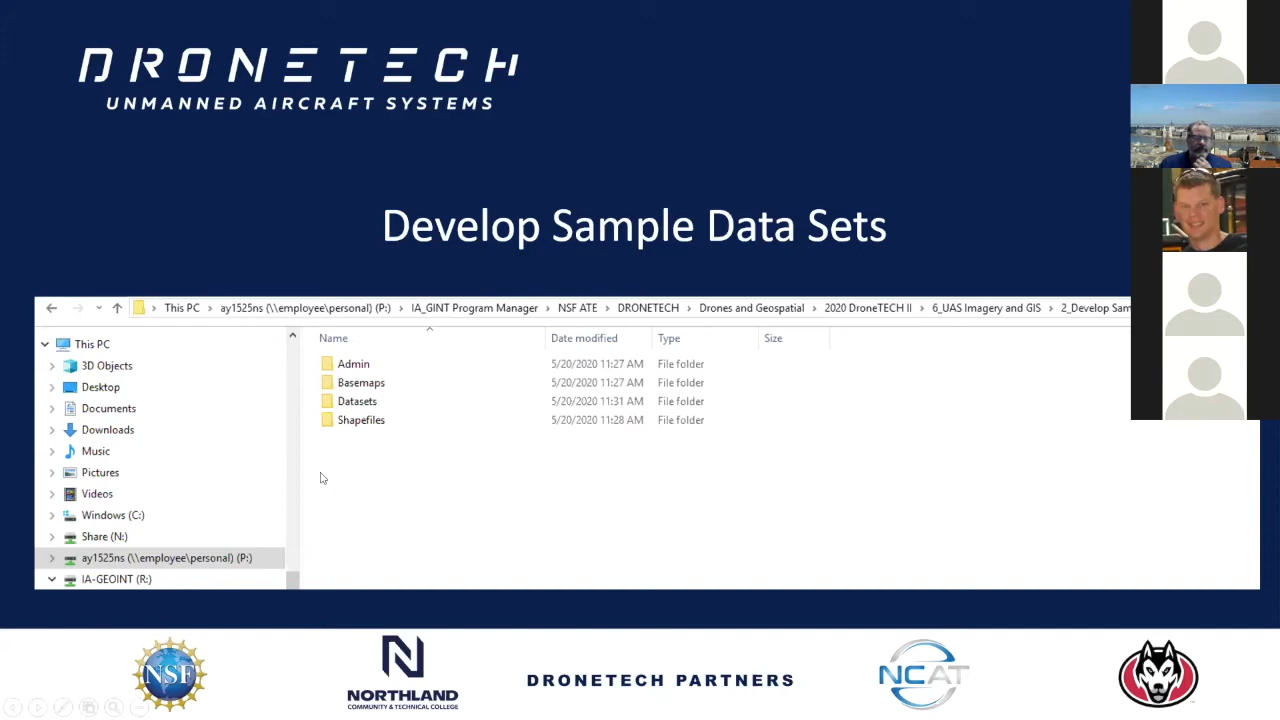 DRONETECH
UNMANNED AIRCRAFT SYSTEMS
Develop Sample Data Sets
This PC › ay1525ns (\\employee\personal) (P:) › IA_GINT Program Manager › NSF ATE › DRONETECH › Drones and Geospatial › 2020 DroneTECH II › 6_UAS Imagery and GIS › 2_Develop Sam
Name Date modified Type Size
This PC
3D Objects
Desktop
Documents
Downloads
Music
Pictures
Videos
Windows (C:)
Share (N:)
ay1525ns (\\employee\personal) (P:)
IA-GEOINT (R:)
Admin 5/20/2020 11:27 AM File folder
Basemaps 5/20/2020 11:27 AM File folder
Datasets 5/20/2020 11:31 AM File folder
Shapefiles 5/20/2020 11:28 AM File folder
NSF
NORTHLAND
COMMUNITY & TECHNICAL COLLEGE
DRONETECH PARTNERS
NCAT